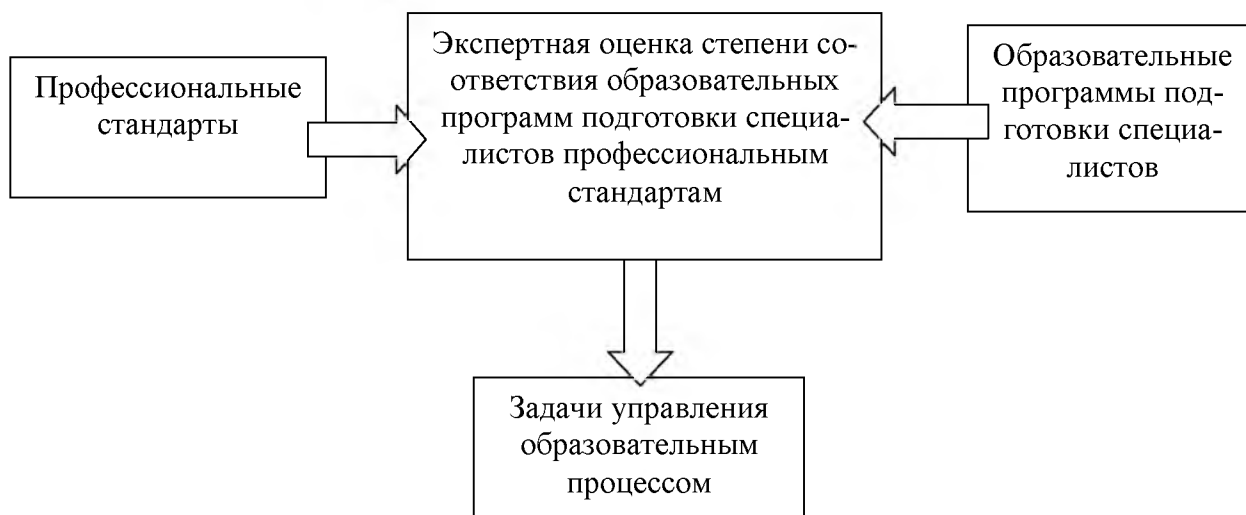 Профессиональные
стандарты
Экспертная оценка степени со-
ответствия образовательных
программ подготовки специа-
листов профессиональным
стандартам
Образовательные
программы под-
готовки специа-
листов
Задачи управления
образовательным
процессом